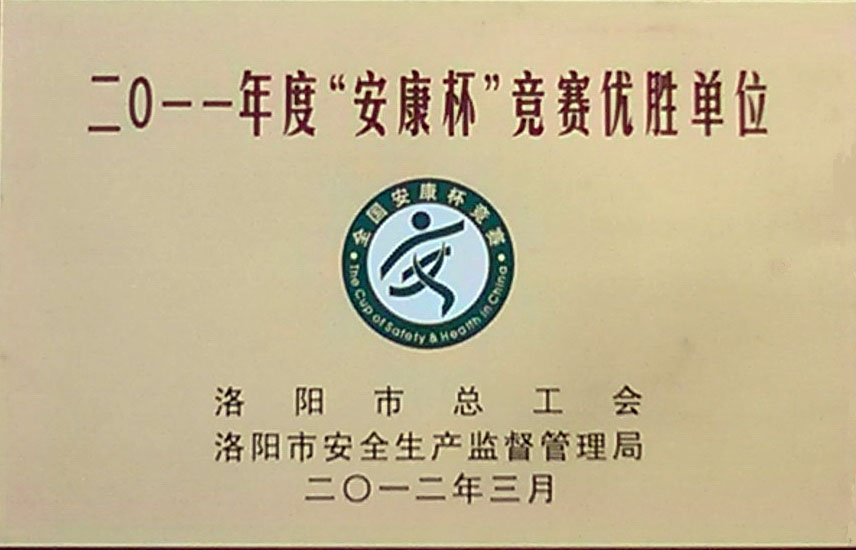 二〇一一年度“安康杯”竞赛优胜单位
全国安康杯竞赛
The Cup of Safety & Health in China
洛阳市总工会
洛阳市安全生产监督管理局
二〇一二年三月